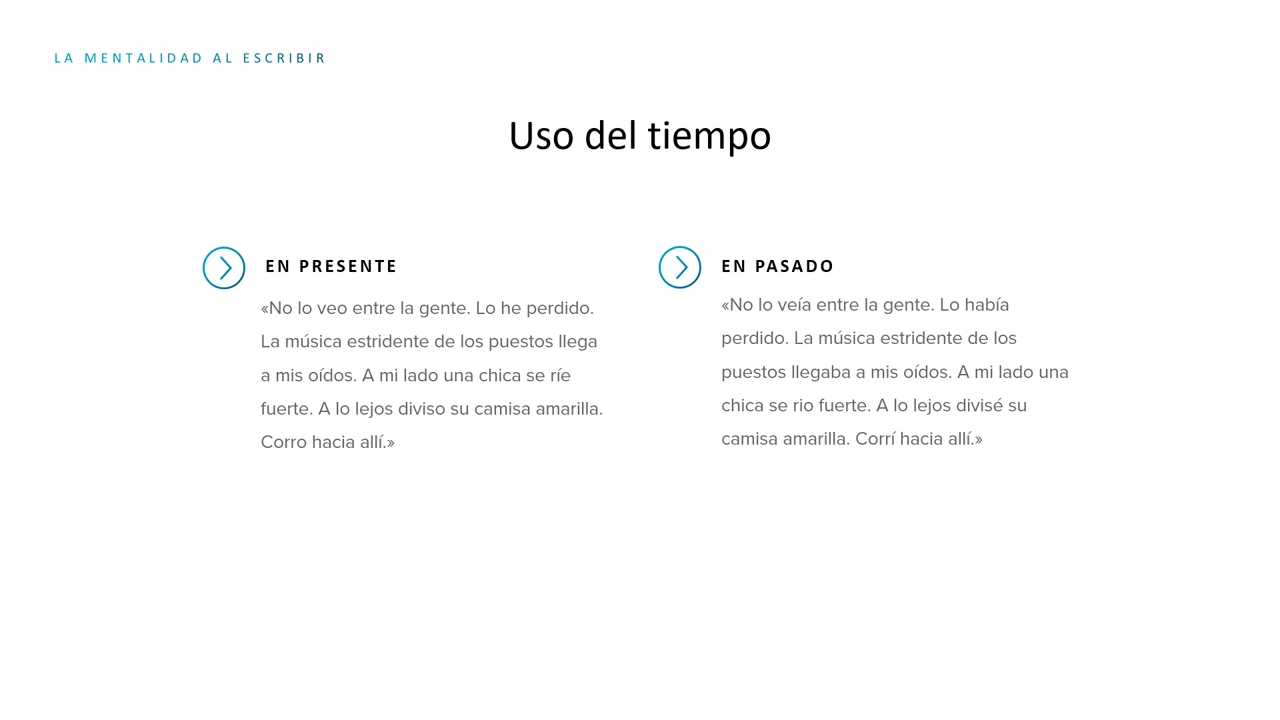 LA MENTALIDAD AL ESCRIBIR
Uso del tiempo
EN PRESENTE
«No lo veo entre la gente. Lo he perdido.
La música estridente de los puestos llega
a mis oídos. A mi lado una chica se ríe
fuerte. A lo lejos diviso su camisa amarilla.
Corro hacia allí.»
EN PASADO
«No lo veía entre la gente. Lo había
perdido. La música estridente de los
puestos llegaba a mis oídos. A mi lado una
chica se rio fuerte. A lo lejos divisé su
camisa amarilla. Corrí hacia allí.»